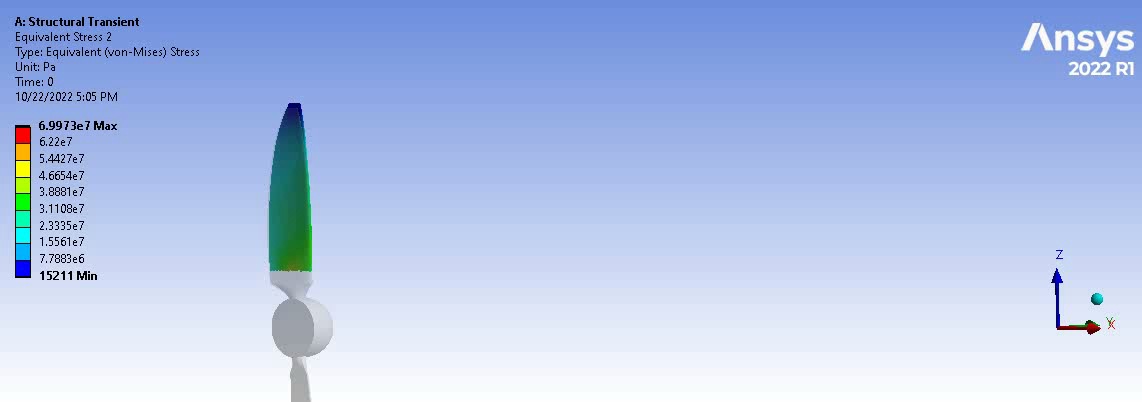 A: Structural Transient
Equivalent Stress 2
Type: Equivalent (von-Mises) Stress
Unit: Pa
Time: 0
10/22/2022 5:05 PM
6.9973e7 Max
6.22e7
5.4427e7
4.6654e7
3.8881e7
3.1108e7
2.3335e7
1.5561e7
7.7883e6
15211 Min
Ansys
2022 R1
Z
Y
X